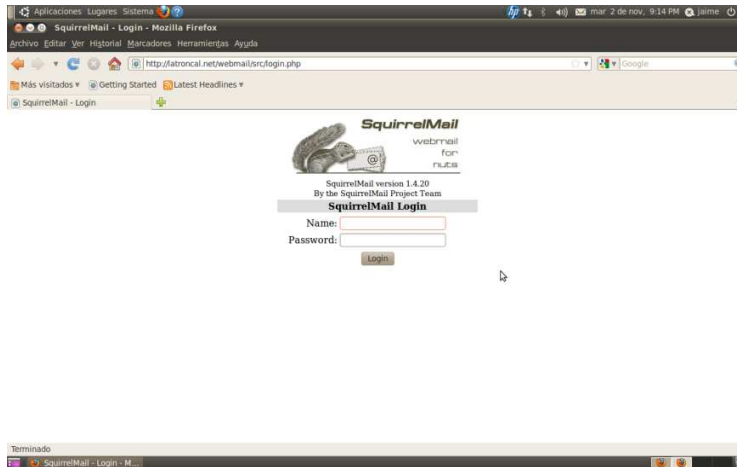 Aplicaciones Lugares Sistema mar 2 de nov, 9:14 PM jaime
SquirrelMail - Login - Mozilla Firefox
Archivo Editar Ver Historial Marcadores Herramientas Ayuda
http://latroncal.net/webmail/src/login.php Google
Más visitados Getting Started Latest Headlines
SquirrelMail - Login
SquirrelMail
webmail
for
nuts
@
SquirrelMail version 1.4.20
By the SquirrelMail Project Team
SquirrelMail Login
Name:
Password:
Login
Terminado
SquirrelMail - Login - M...